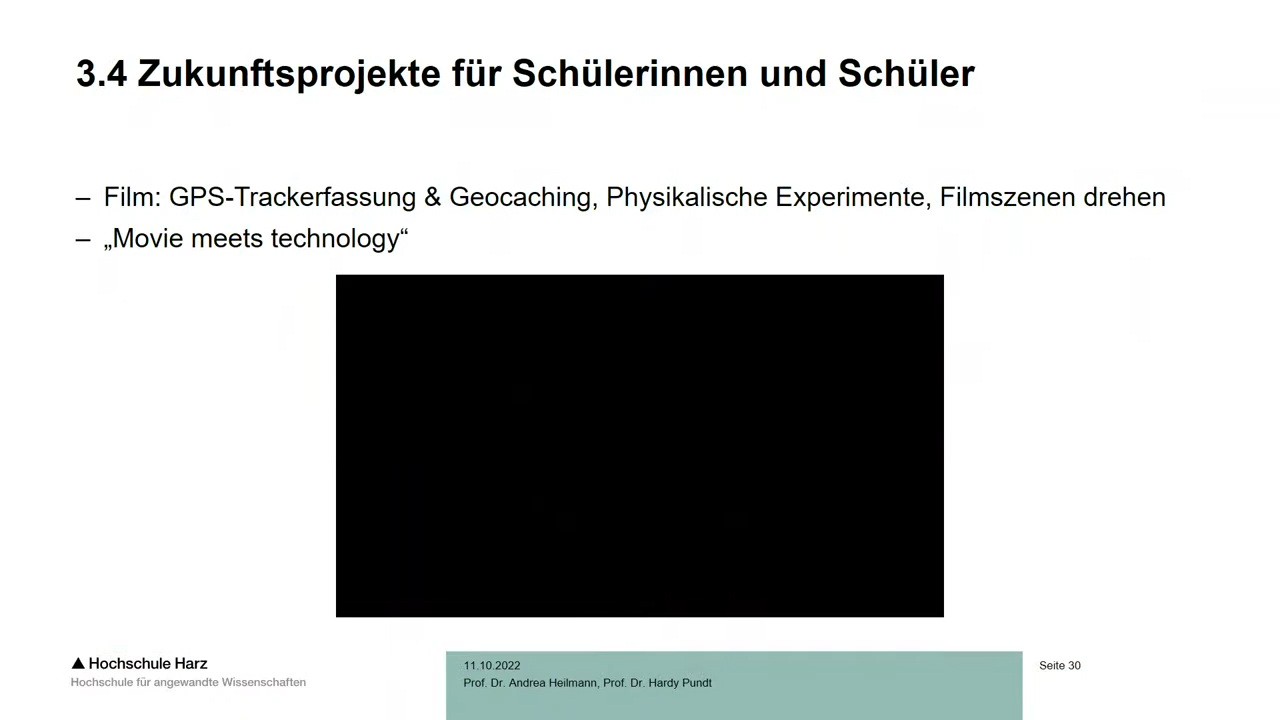 3.4 Zukunftsprojekte für Schülerinnen und Schüler
– Film: GPS-Trackerfassung & Geocaching, Physikalische Experimente, Filmszenen drehen
– „Movie meets technology“
Hochschule Harz
Hochschule für angewandte Wissenschaften
11.10.2022
Prof. Dr. Andrea Heilmann, Prof. Dr. Hardy Pundt
Seite 30